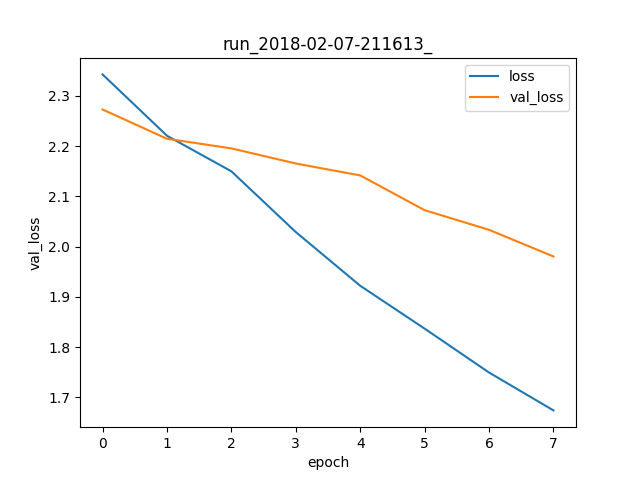 run_2018-02-07-211613_
loss
val_loss
2.3
2.2
2.1
2.0
1.9
1.8
1.7
val_loss
0 1 2 3 4 5 6 7
epoch